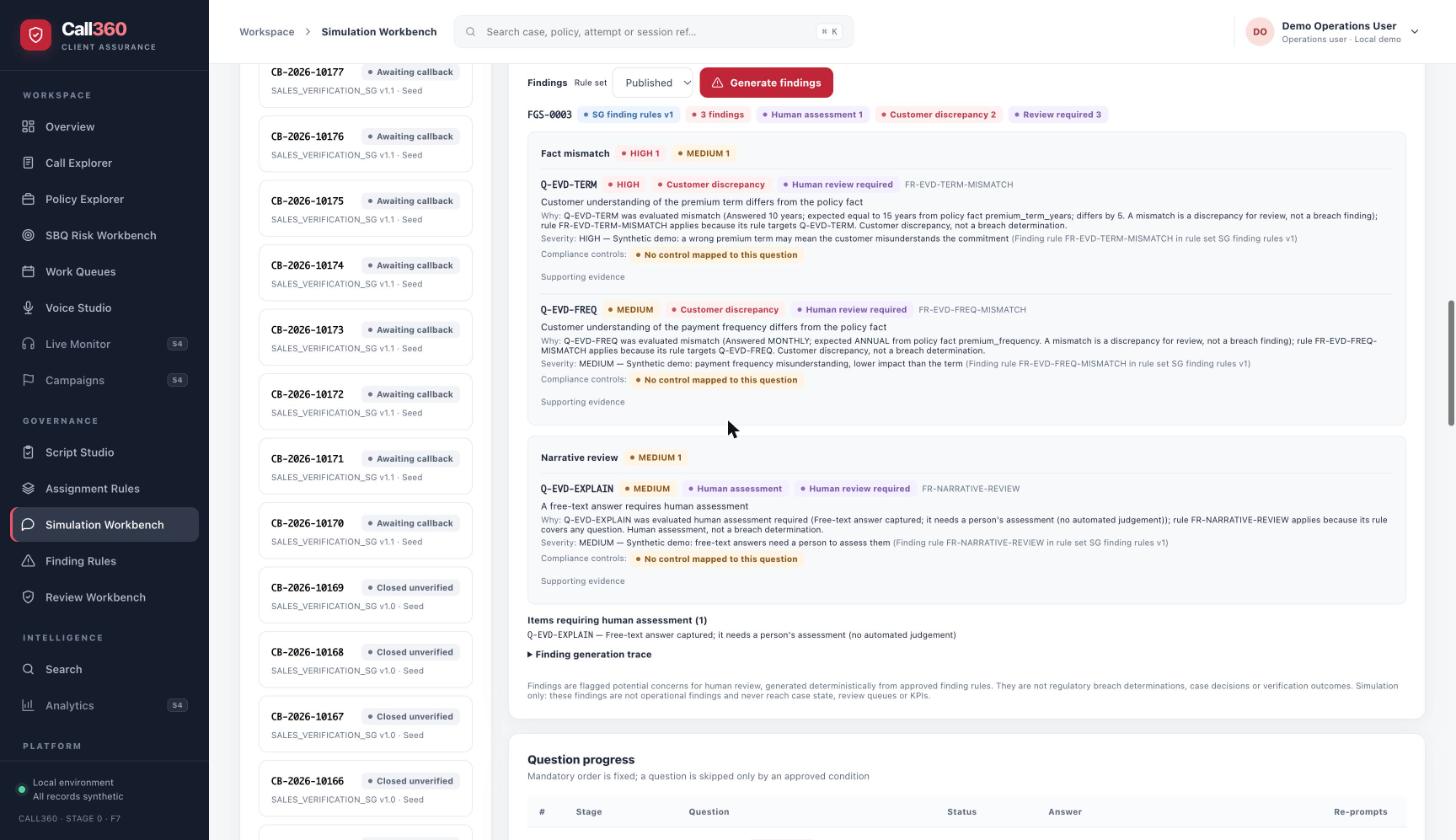 Call360
CLIENT ASSURANCE
WORKSPACE
Overview
Call Explorer
Policy Explorer
SBQ Risk Workbench
Work Queues
Voice Studio
Live Monitor S4
Campaigns S4
GOVERNANCE
Script Studio
Assignment Rules
Simulation Workbench
Finding Rules
Review Workbench
INTELLIGENCE
Search
Analytics S4
PLATFORM
Local environment
All records synthetic
CALL360 · STAGE 0 · F7
Workspace > Simulation Workbench
Search case, policy, attempt or session ref... ⌘ K
DO
Demo Operations User
Operations user · Local demo
CB-2026-10177 Awaiting callback
SALES_VERIFICATION_SG v1.1 · Seed
CB-2026-10176 Awaiting callback
SALES_VERIFICATION_SG v1.1 · Seed
CB-2026-10175 Awaiting callback
SALES_VERIFICATION_SG v1.1 · Seed
CB-2026-10174 Awaiting callback
SALES_VERIFICATION_SG v1.1 · Seed
CB-2026-10173 Awaiting callback
SALES_VERIFICATION_SG v1.1 · Seed
CB-2026-10172 Awaiting callback
SALES_VERIFICATION_SG v1.1 · Seed
CB-2026-10171 Awaiting callback
SALES_VERIFICATION_SG v1.1 · Seed
CB-2026-10170 Awaiting callback
SALES_VERIFICATION_SG v1.1 · Seed
CB-2026-10169 Closed unverified
SALES_VERIFICATION_SG v1.0 · Seed
CB-2026-10168 Closed unverified
SALES_VERIFICATION_SG v1.0 · Seed
CB-2026-10167 Closed unverified
SALES_VERIFICATION_SG v1.0 · Seed
CB-2026-10166 Closed unverified
SALES_VERIFICATION_SG v1.0 · Seed
Findings Rule set Published Generate findings
FGS-0003 SG finding rules v1 3 findings Human assessment 1 Customer discrepancy 2 Review required 3
Fact mismatch HIGH 1 MEDIUM 1
Q-EVD-TERM HIGH Customer discrepancy Human review required FR-EVD-TERM-MISMATCH
Customer understanding of the premium term differs from the policy fact
Why: Q-EVD-TERM was evaluated mismatch (Answered 10 years; expected equal to 15 years from policy fact premium_term_years; differs by 5. A mismatch is a discrepancy for review, not a breach finding);
rule FR-EVD-TERM-MISMATCH applies because its rule targets Q-EVD-TERM. Customer discrepancy, not a breach determination.
Severity: HIGH — Synthetic demo: a wrong premium term may mean the customer misunderstands the commitment (Finding rule FR-EVD-TERM-MISMATCH in rule set SG finding rules v1)
Compliance controls: No control mapped to this question
Supporting evidence
Q-EVD-FREQ MEDIUM Customer discrepancy Human review required FR-EVD-FREQ-MISMATCH
Customer understanding of the payment frequency differs from the policy fact
Why: Q-EVD-FREQ was evaluated mismatch (Answered MONTHLY; expected ANNUAL from policy fact premium_frequency. A mismatch is a discrepancy for review, not a breach finding); rule FR-EVD-FREQ-
MISMATCH applies because its rule targets Q-EVD-FREQ. Customer discrepancy, not a breach determination.
Severity: MEDIUM — Synthetic demo: payment frequency misunderstanding, lower impact than the term (Finding rule FR-EVD-FREQ-MISMATCH in rule set SG finding rules v1)
Compliance controls: No control mapped to this question
Supporting evidence
Narrative review MEDIUM 1
Q-EVD-EXPLAIN MEDIUM Human assessment Human review required FR-NARRATIVE-REVIEW
A free-text answer requires human assessment
Why: Q-EVD-EXPLAIN was evaluated human assessment required (Free-text answer captured; it needs a person's assessment (no automated judgement)); rule FR-NARRATIVE-REVIEW applies because its rule
covers any question. Human assessment, not a breach determination.
Severity: MEDIUM — Synthetic demo: free-text answers need a person to assess them (Finding rule FR-NARRATIVE-REVIEW in rule set SG finding rules v1)
Compliance controls: No control mapped to this question
Supporting evidence
Items requiring human assessment (1)
Q-EVD-EXPLAIN — Free-text answer captured; it needs a person's assessment (no automated judgement)
Finding generation trace
Findings are flagged potential concerns for human review, generated deterministically from approved finding rules. They are not regulatory breach determinations, case decisions or verification outcomes. Simulation
only: these findings are not operational findings and never reach case state, review queues or KPIs.
Question progress
Mandatory order is fixed; a question is skipped only by an approved condition
# Stage Question Status Answer Re-prompts